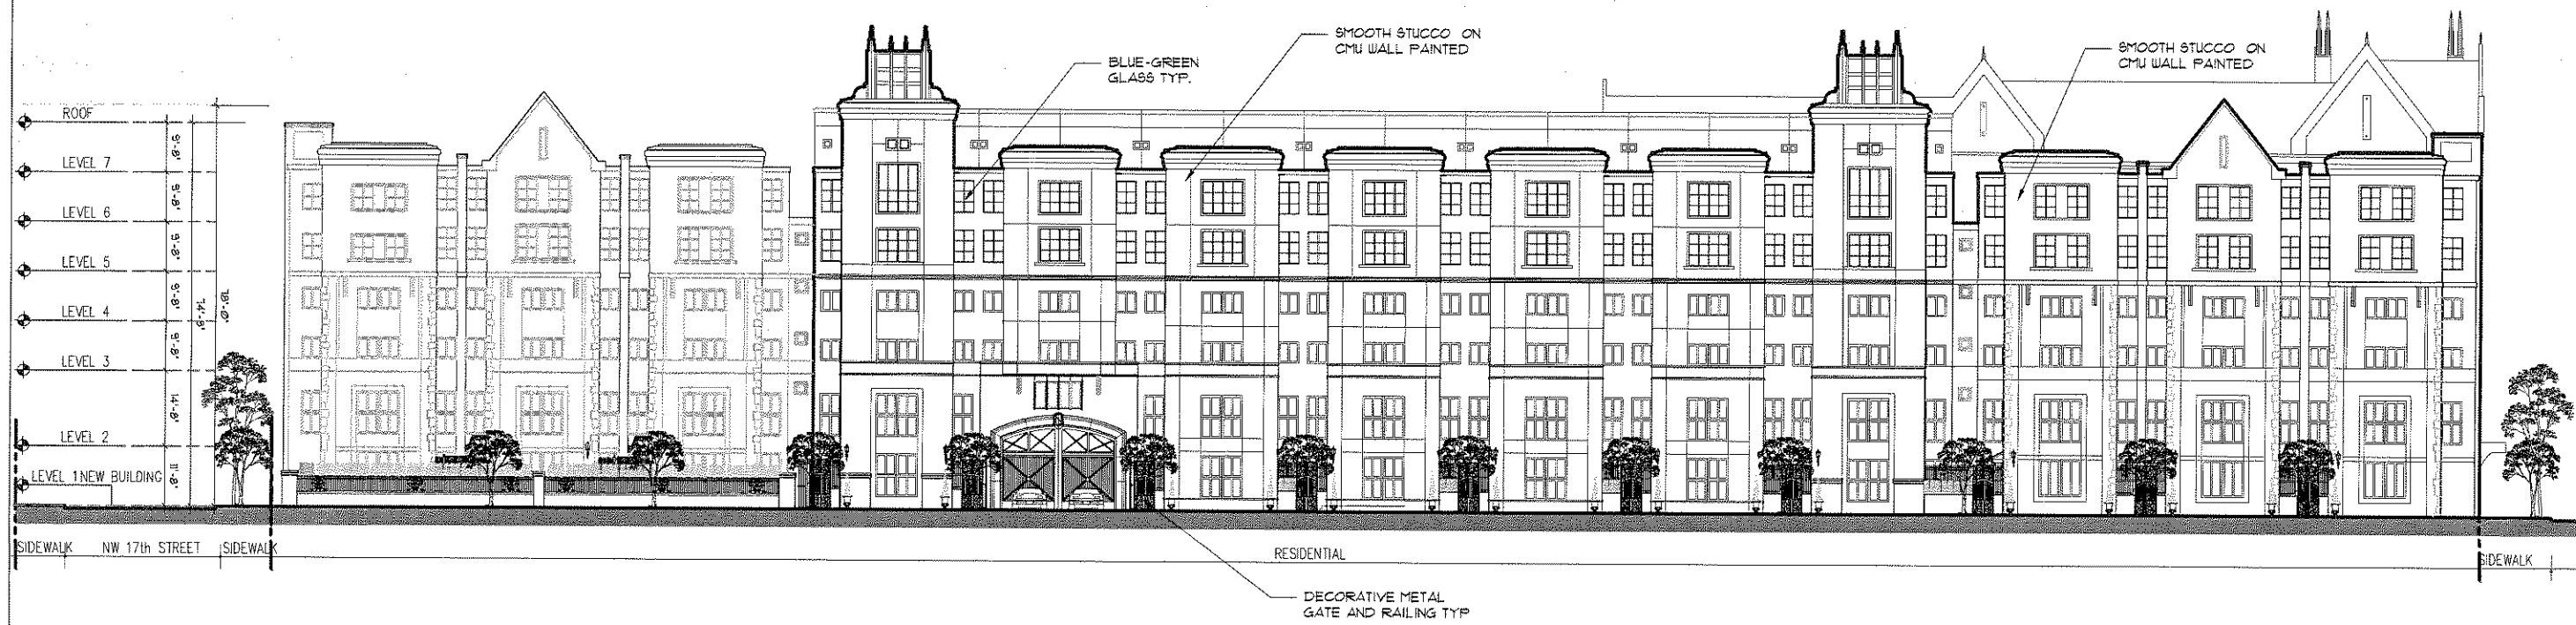 SMOOTH STUCCO ON
CMU WALL PAINTED
BLUE-GREEN
GLASS TYP.
SMOOTH STUCCO ON
CMU WALL PAINTED
ROOF
9'-8"
LEVEL 7
9'-8"
LEVEL 6
9'-8"
LEVEL 5
9'-8"
78'-0"
74'-8"
LEVEL 4
9'-8"
LEVEL 3
14'-8"
LEVEL 2
11'-8"
LEVEL 1 NEW BUILDING
SIDEWALK
NW 17th STREET
SIDEWALK
RESIDENTIAL
SIDEWALK
DECORATIVE METAL
GATE AND RAILING TYP